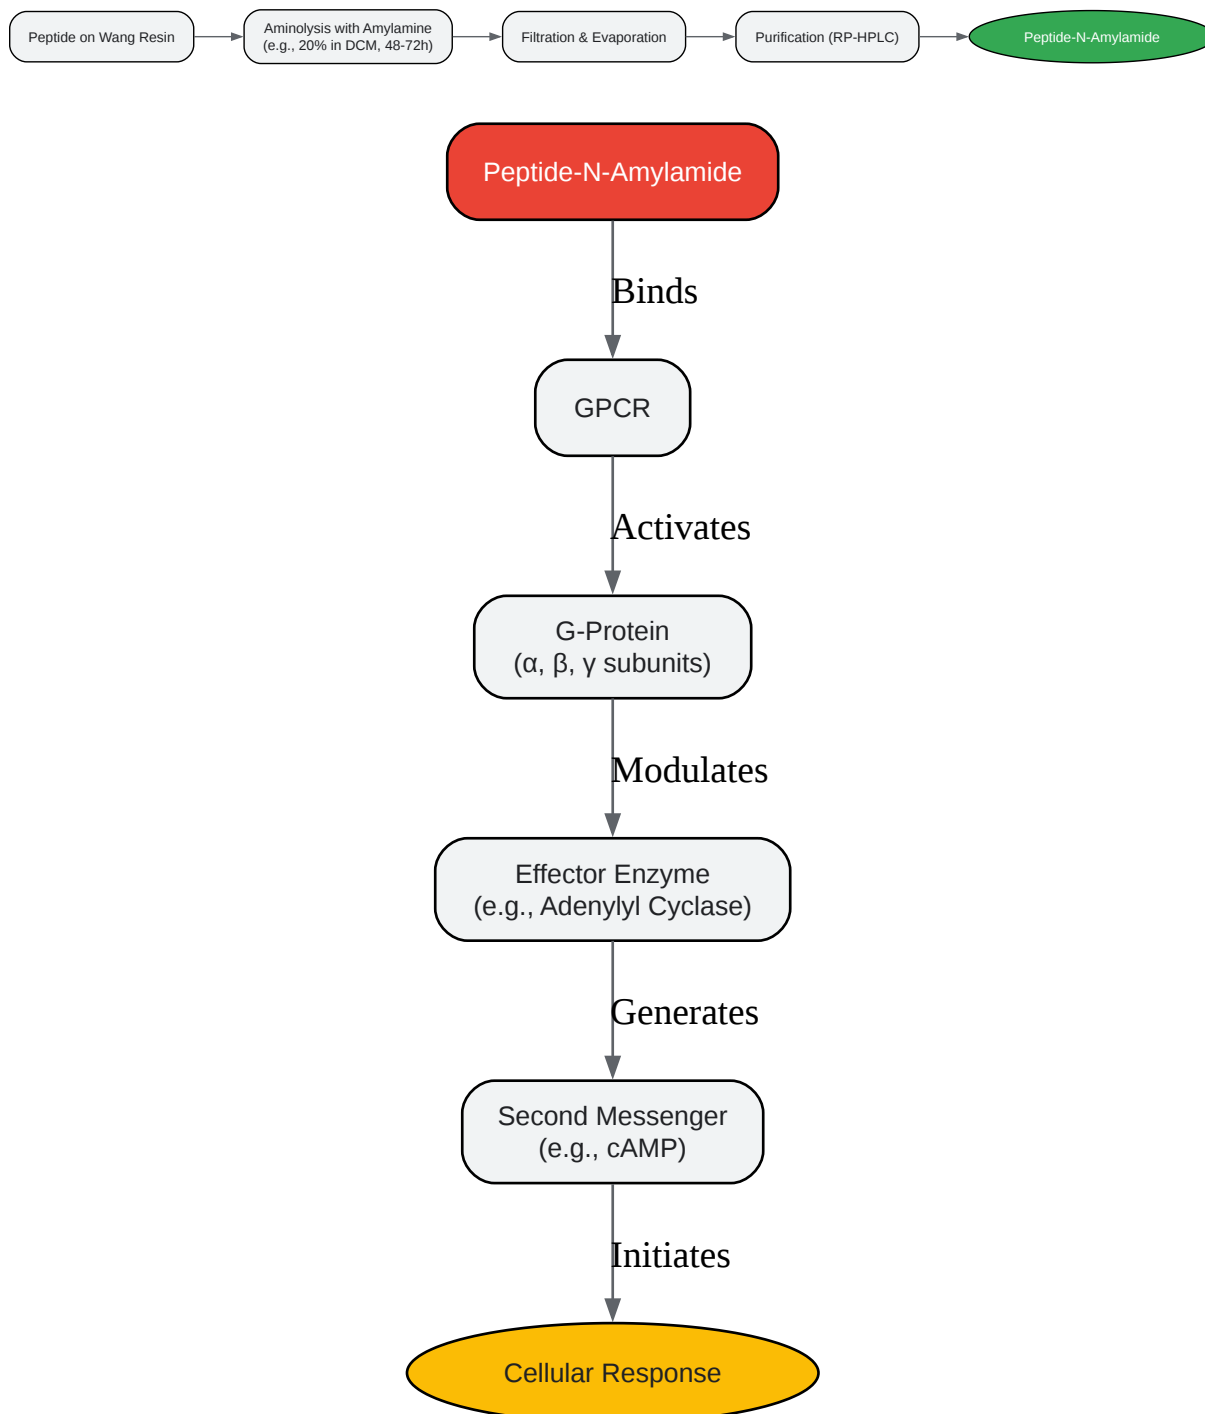 Peptide on Wang Resin
Aminolysis with Amylamine
(e.g., 20% in DCM, 48-72h)
Filtration & Evaporation
Purification (RP-HPLC)
Peptide-N-Amylamide
Peptide-N-Amylamide
Binds
GPCR
Activates
G-Protein
(α, β, γ subunits)
Modulates
Effector Enzyme
(e.g., Adenylyl Cyclase)
Generates
Second Messenger
(e.g., cAMP)
Initiates
Cellular Response